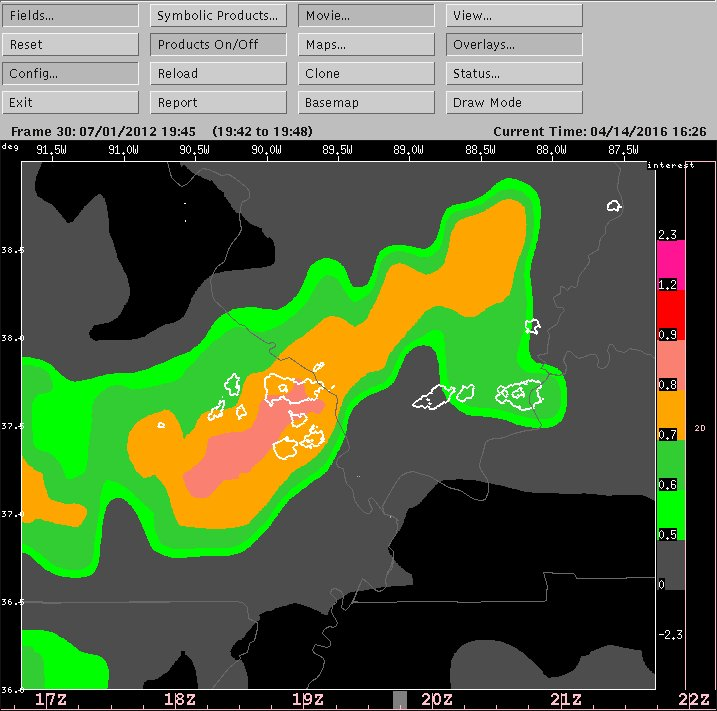 Fields... Symbolic Products... Movie... View...
Reset Products On/Off Maps... Overlays...
Config... Reload Clone Status...
Exit Report Basemap Draw Mode
Frame 30: 07/01/2012 19:45 (19:42 to 19:48) Current Time: 04/14/2016 16:26
deg 91.5W 91.0W 90.5W 90.0W 89.5W 89.0W 88.5W 88.0W 87.5W
interest
2.3
38.5
1.2
38.0 0.9
0.8
37.5 0.7 2D
0.6
37.0 0.5
0
36.5
-2.3
36.0
17Z 18Z 19Z 20Z 21Z 22Z